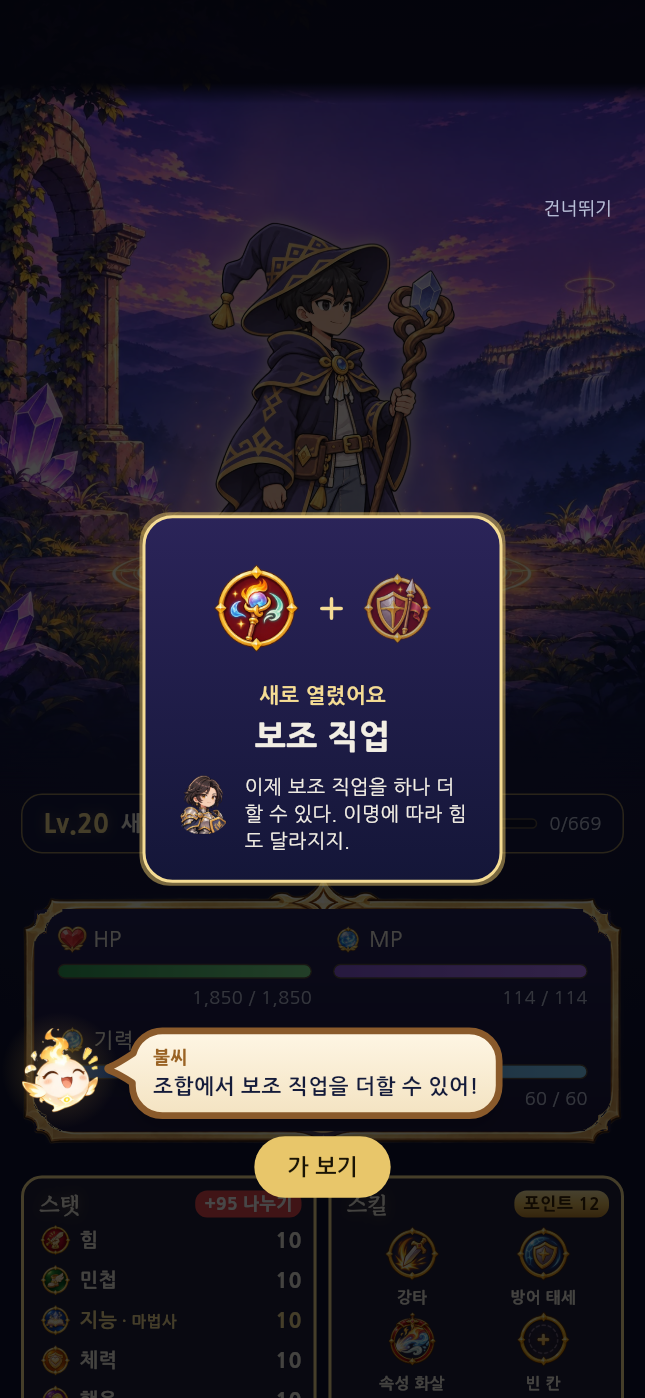 건너뛰기
새로 열렸어요
보조 직업
이제 보조 직업을 하나 더
할 수 있다. 이명에 따라 힘
도 달라지지.
Lv.20 새
0/669
HP
MP
1,850 / 1,850
114 / 114
기력
60 / 60
불씨
조합에서 보조 직업을 더할 수 있어!
가 보기
스탯
+95 나누기
힘 10
민첩 10
지능 · 마법사 10
체력 10
행운 10
스킬
포인트 12
강타
방어 태세
속성 화살
빈 칸